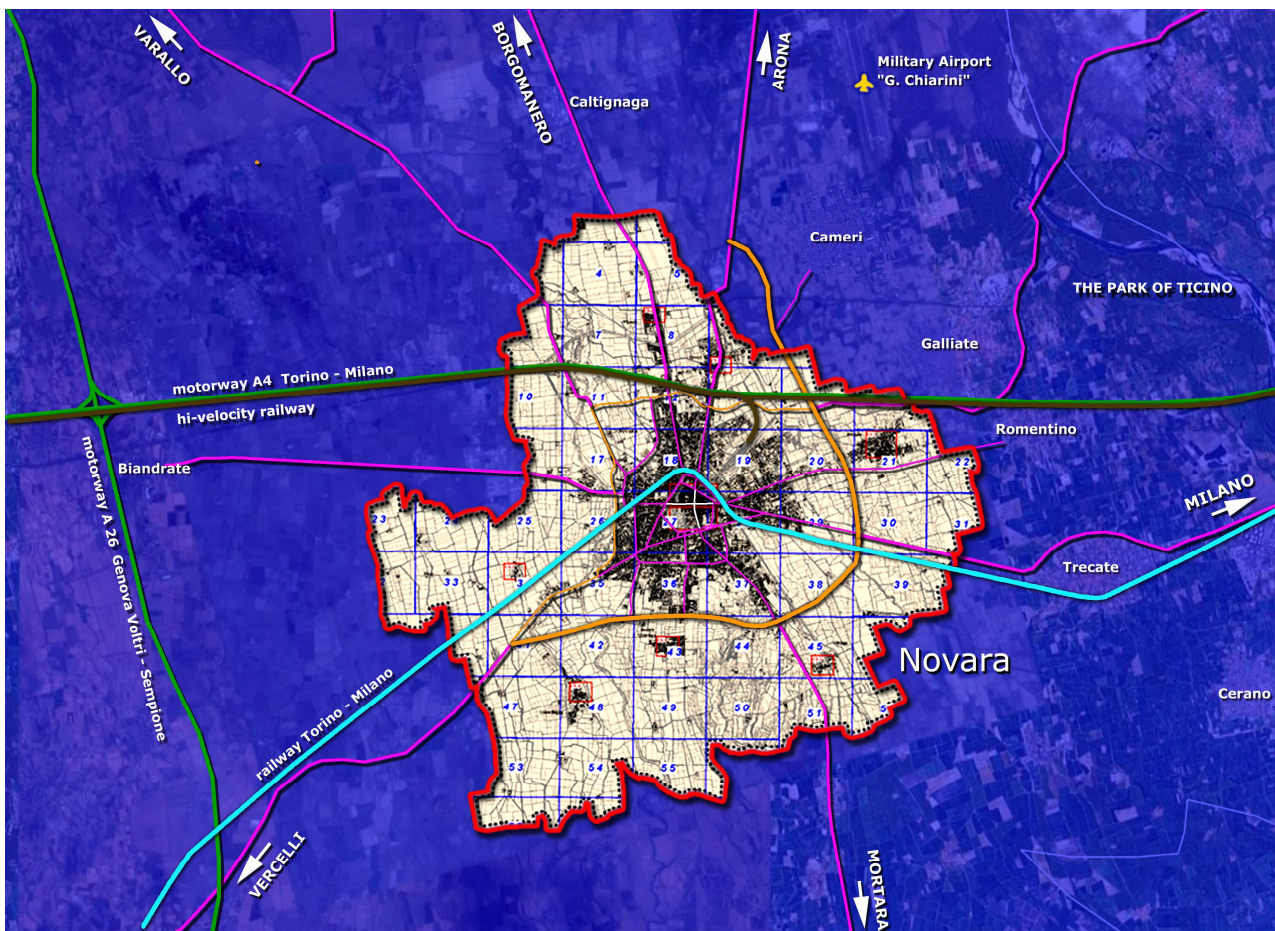 VARALLO
BORGOMANERO
ARONA
Military Airport
"G. Chiarini"
Caltignaga
Cameri
THE PARK OF TICINO
Galliate
4
5
7
8
motorway A4 Torino - Milano
hi-velocity railway
10
11
Romentino
Biandrate
17
18
19
20
21
22
MILANO
23
25
26
27
29
30
31
Trecate
33
35
36
37
38
39
motorway A 26 Genova Voltri - Sempione
42
43
44
45
Novara
Cerano
railway Torino - Milano
47
46
49
50
51
53
54
55
VERCELLI
MORTARA